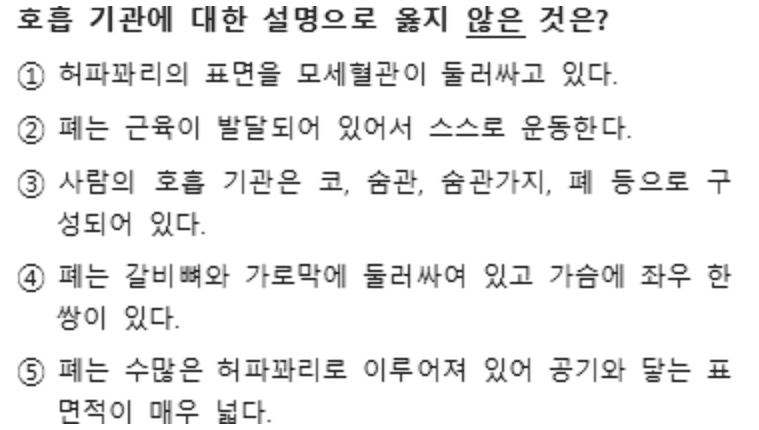 호흡 기관에 대한 설명으로 옳지 않은 것은?
① 허파꽈리의 표면을 모세혈관이 둘러싸고 있다.
② 폐는 근육이 발달되어 있어서 스스로 운동한다.
③ 사람의 호흡 기관은 코, 숨관, 숨관가지, 폐 등으로 구
성되어 있다.
④ 폐는 갈비뼈와 가로막에 둘러싸여 있고 가슴에 좌우 한
쌍이 있다.
⑤ 폐는 수많은 허파꽈리로 이루어져 있어 공기와 닿는 표
면적이 매우 넓다.